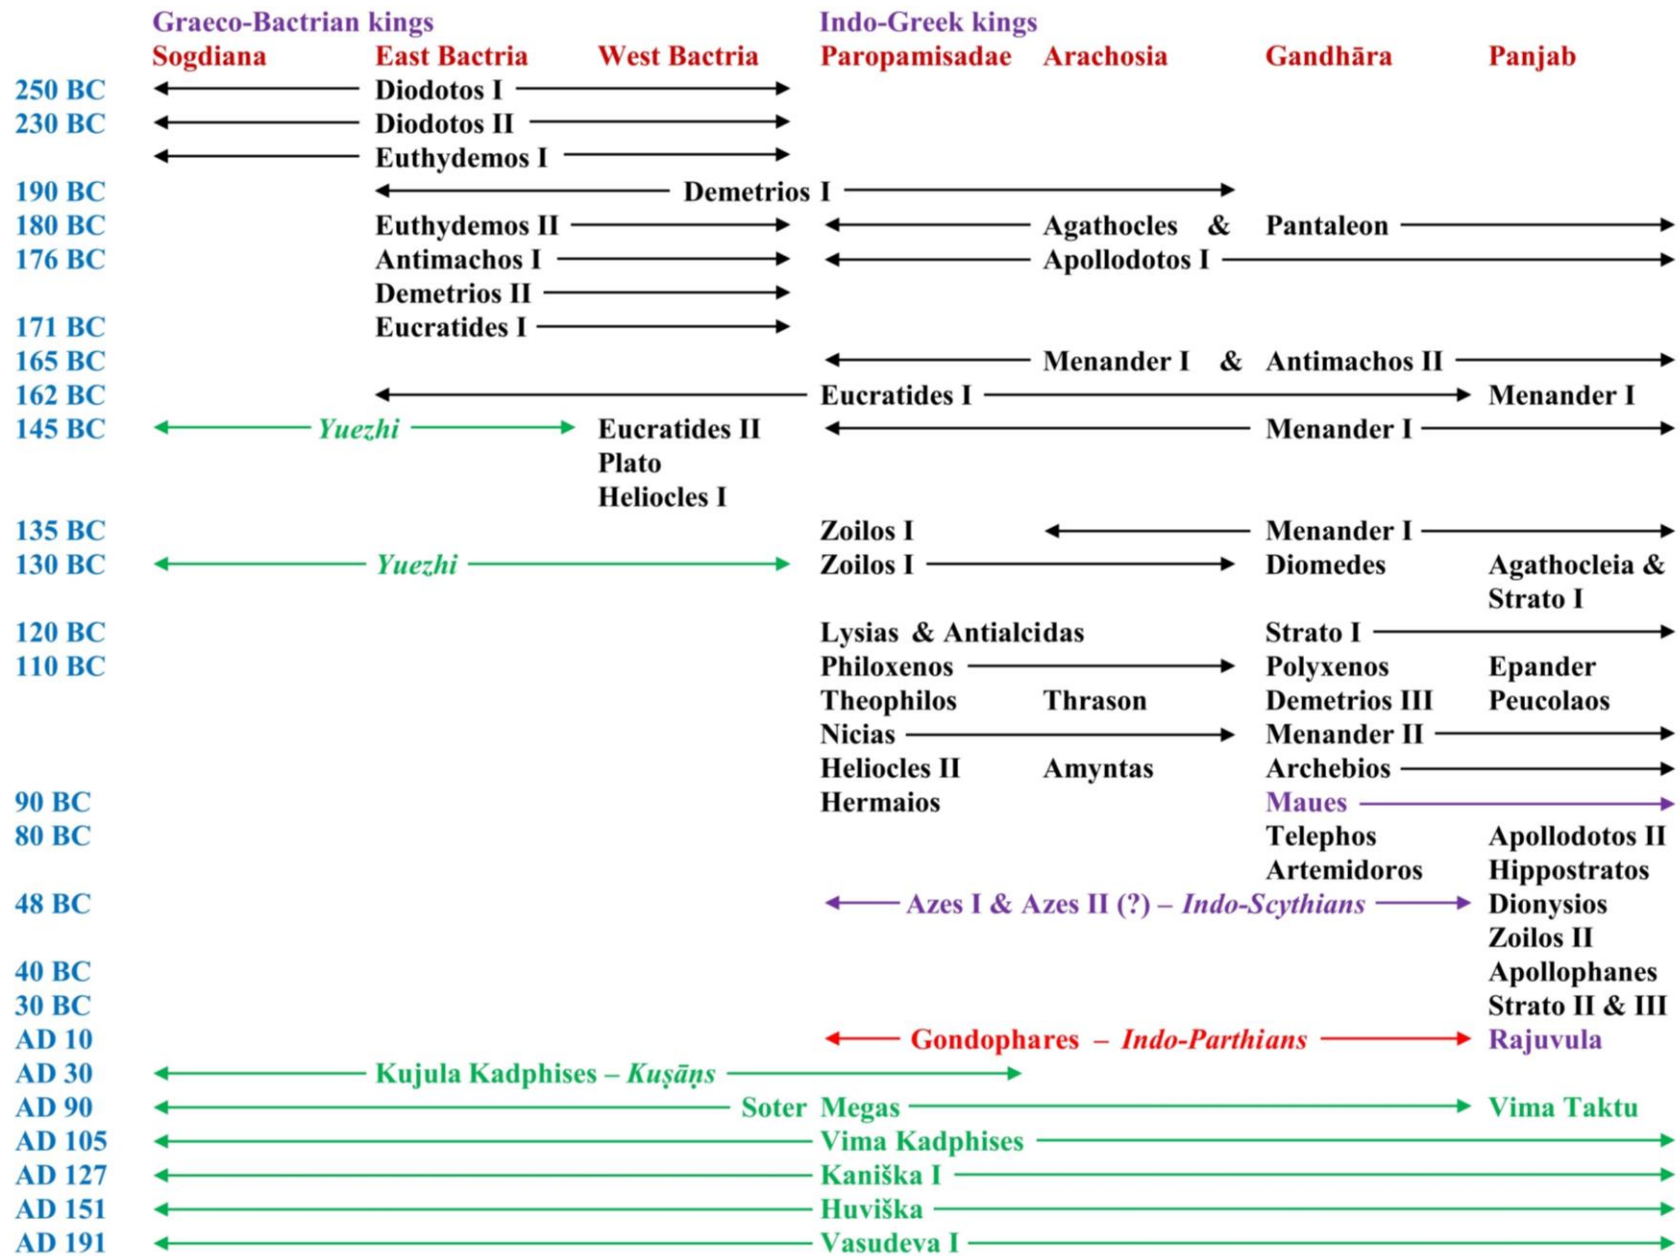 Graeco-Bactrian kings Indo-Greek kings
Sogdiana East Bactria West Bactria Paropamisadae Arachosia Gandhāra Panjab
250 BC Diodotos I
230 BC Diodotos II
Euthydemos I
190 BC Demetrios I
180 BC Euthydemos II Agathocles & Pantaleon
176 BC Antimachos I Apollodotos I
Demetrios II
171 BC Eucratides I
165 BC Menander I & Antimachos II
162 BC Eucratides I Menander I
145 BC Yuezhi Eucratides II Menander I
Plato
Heliocles I
135 BC Zoilos I Menander I
130 BC Yuezhi Zoilos I Diomedes Agathocleia &
Strato I
120 BC Lysias & Antialcidas Strato I
110 BC Philoxenos Polyxenos Epander
Theophilos Thrason Demetrios III Peucolaos
Nicias Menander II
Heliocles II Amyntas Archebios
90 BC Hermaios Maues
80 BC Telephos Apollodotos II
Artemidoros Hippostratos
48 BC Azes I & Azes II (?) – Indo-Scythians Dionysios
Zoilos II
40 BC Apollophanes
30 BC Strato II & III
AD 10 Gondophares – Indo-Parthians Rajuvula
AD 30 Kujula Kadphises – Kuṣāṇs
AD 90 Soter Megas Vima Taktu
AD 105 Vima Kadphises
AD 127 Kaniška I
AD 151 Huviška
AD 191 Vasudeva I